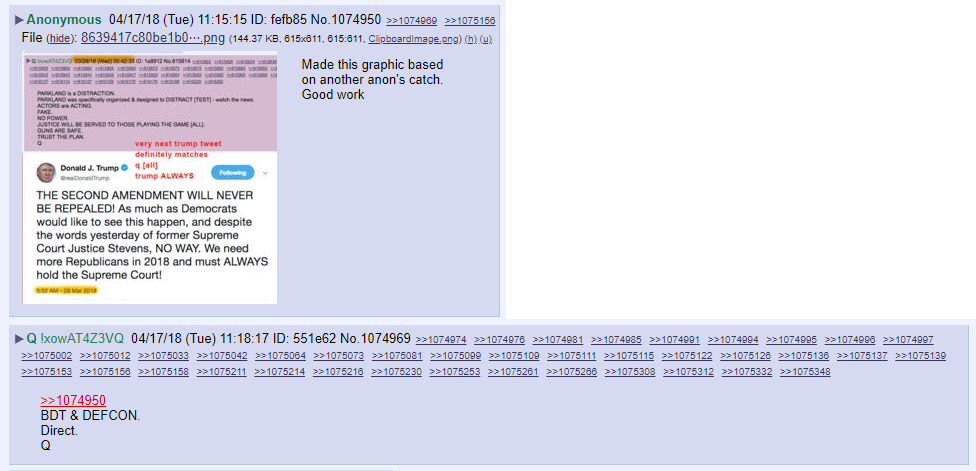 ▶Anonymous 04/17/18 (Tue) 11:15:15 ID: fefb85 No.1074950 >>1074969 >>1075156
File (hide): 8639417c80be1b0⋯.png (144.37 KB, 615x611, 615:611, ClipboardImage.png) (h) (u)
Made this graphic based
on another anon's catch.
Good work
▶Q !xowAT4Z3VQ 03/28/18 (Wed) 00:42:33 ID: 1a8912 No.815614
PARKLAND is a DISTRACTION.
PARKLAND was specifically organized & designed to DISTRACT [TEST] - watch the news.
ACTORS are ACTING.
FAKE.
NO POWER.
JUSTICE WILL BE SERVED TO THOSE PLAYING THE GAME [ALL].
GUNS ARE SAFE.
TRUST THE PLAN.
Q
very next trump tweet
definitely matches
q [all]
trump ALWAYS
Donald J. Trump
@realDonaldTrump
Following
THE SECOND AMENDMENT WILL NEVER
BE REPEALED! As much as Democrats
would like to see this happen, and despite
the words yesterday of former Supreme
Court Justice Stevens, NO WAY. We need
more Republicans in 2018 and must ALWAYS
hold the Supreme Court!
5:52 AM - 28 Mar 2018
▶Q !xowAT4Z3VQ 04/17/18 (Tue) 11:18:17 ID: 551e62 No.1074969 >>1074974 >>1074976 >>1074981 >>1074985 >>1074991 >>1074994 >>1074995 >>1074996 >>1074997
>>1075002 >>1075012 >>1075033 >>1075042 >>1075064 >>1075073 >>1075081 >>1075099 >>1075109 >>1075111 >>1075115 >>1075122 >>1075126 >>1075136 >>1075137 >>1075139
>>1075153 >>1075156 >>1075158 >>1075211 >>1075214 >>1075216 >>1075230 >>1075253 >>1075261 >>1075266 >>1075308 >>1075312 >>1075332 >>1075348
>>1074950
BDT & DEFCON.
Direct.
Q